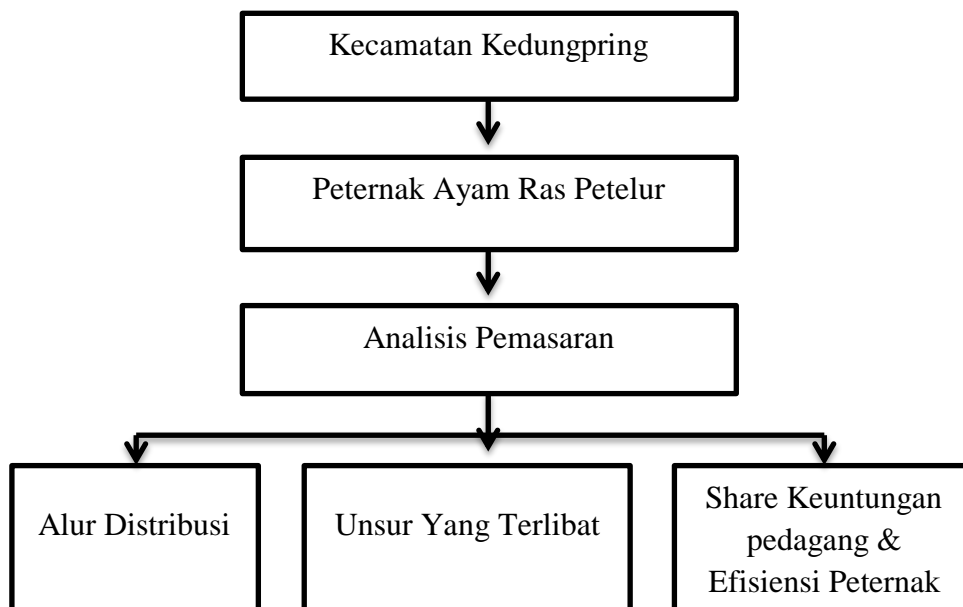 Kecamatan Kedungpring
Peternak Ayam Ras Petelur
Analisis Pemasaran
Alur Distribusi
Unsur Yang Terlibat
Share Keuntungan
pedagang &
Efisiensi Peternak